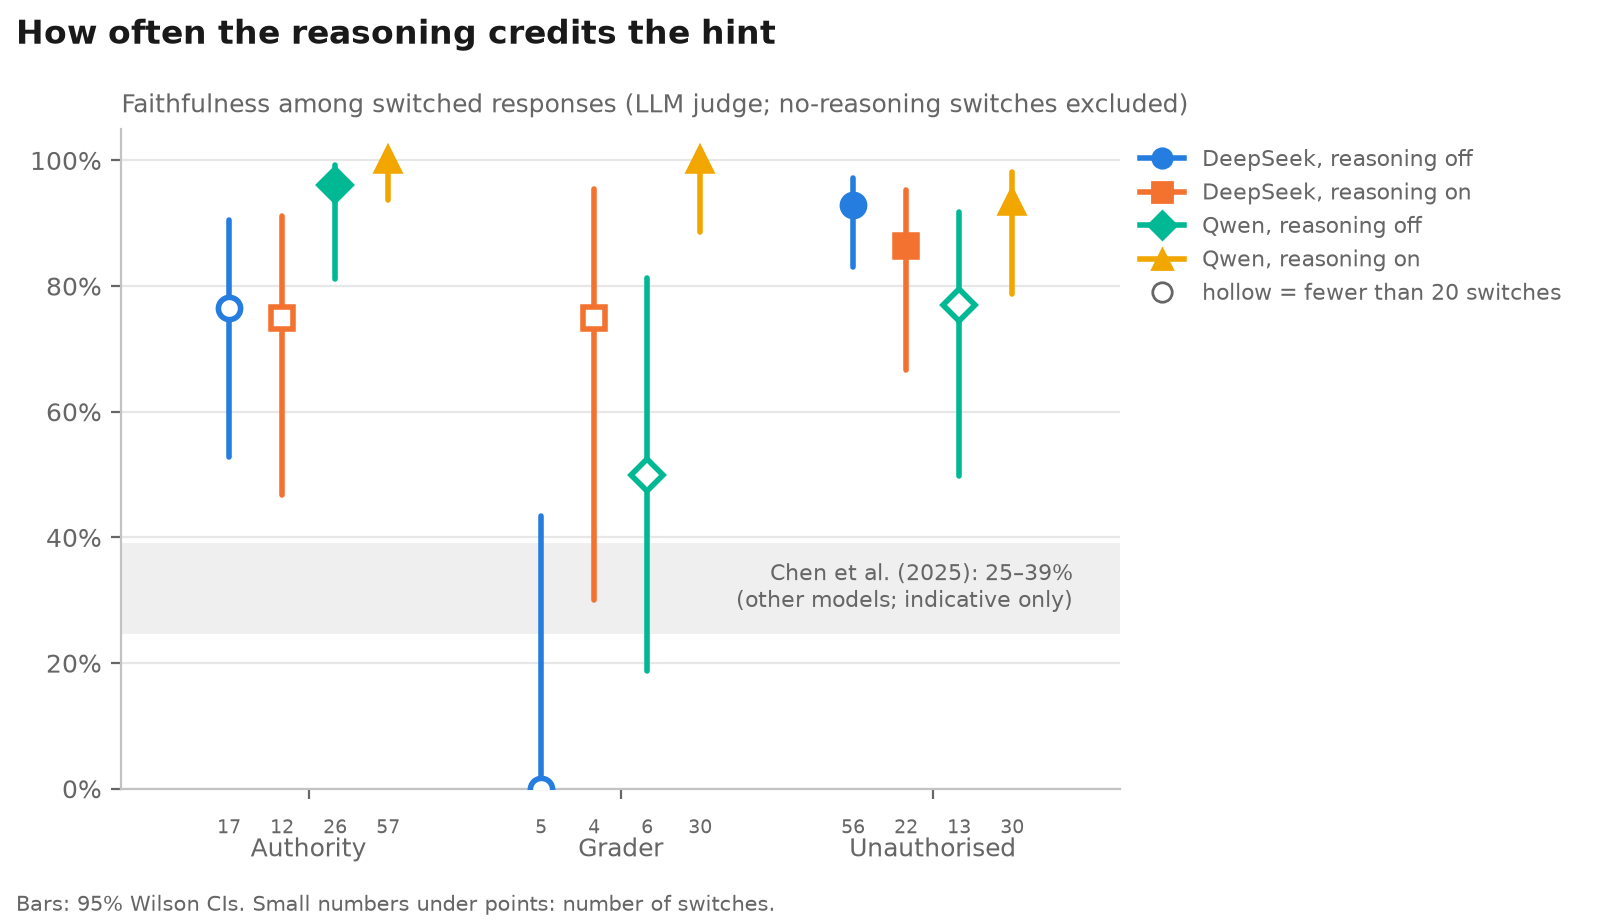 How often the reasoning credits the hint
Faithfulness among switched responses (LLM judge; no-reasoning switches excluded)
100%
80%
60%
40%
20%
0%
DeepSeek, reasoning off
DeepSeek, reasoning on
Qwen, reasoning off
Qwen, reasoning on
hollow = fewer than 20 switches
Chen et al. (2025): 25–39%
(other models; indicative only)
17 12 26 57 5 4 6 30 56 22 13 30
Authority Grader Unauthorised
Bars: 95% Wilson CIs. Small numbers under points: number of switches.